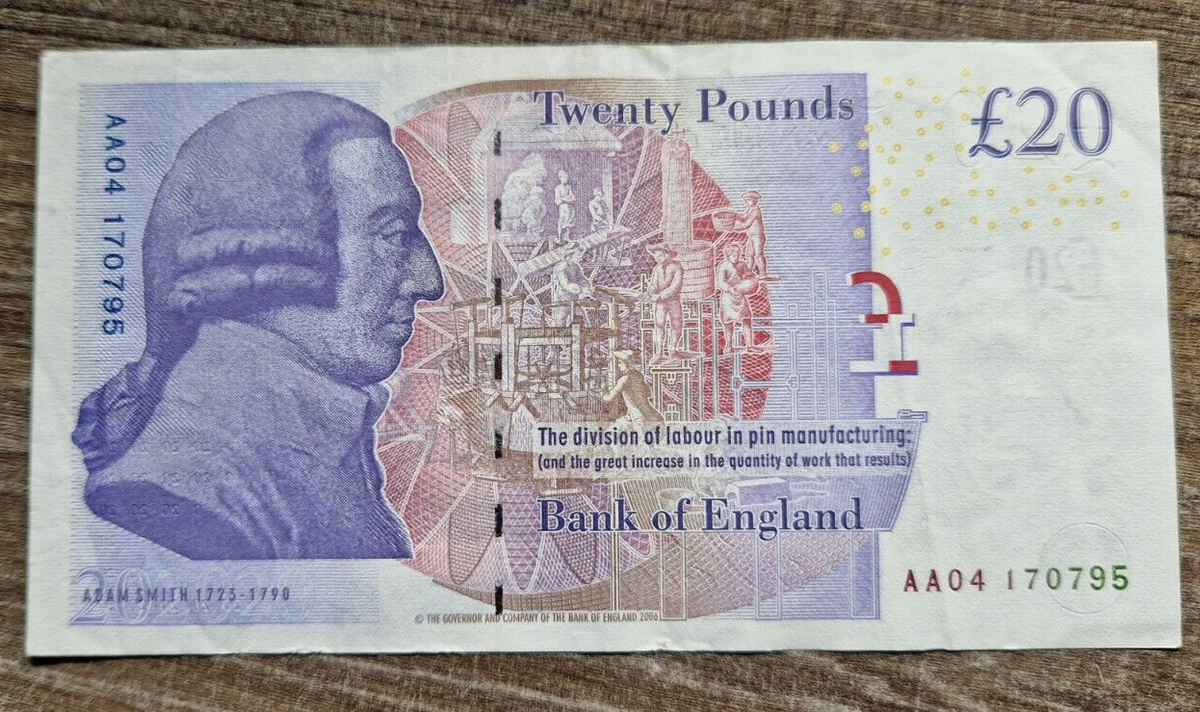 Twenty Pounds
£20
AA04 170795
The division of labour in pin manufacturing:
(and the great increase in the quantity of work that results)
Bank of England
AA04 170795
20
ADAM SMITH 1723-1790
© THE GOVERNOR AND COMPANY OF THE BANK OF ENGLAND 2006